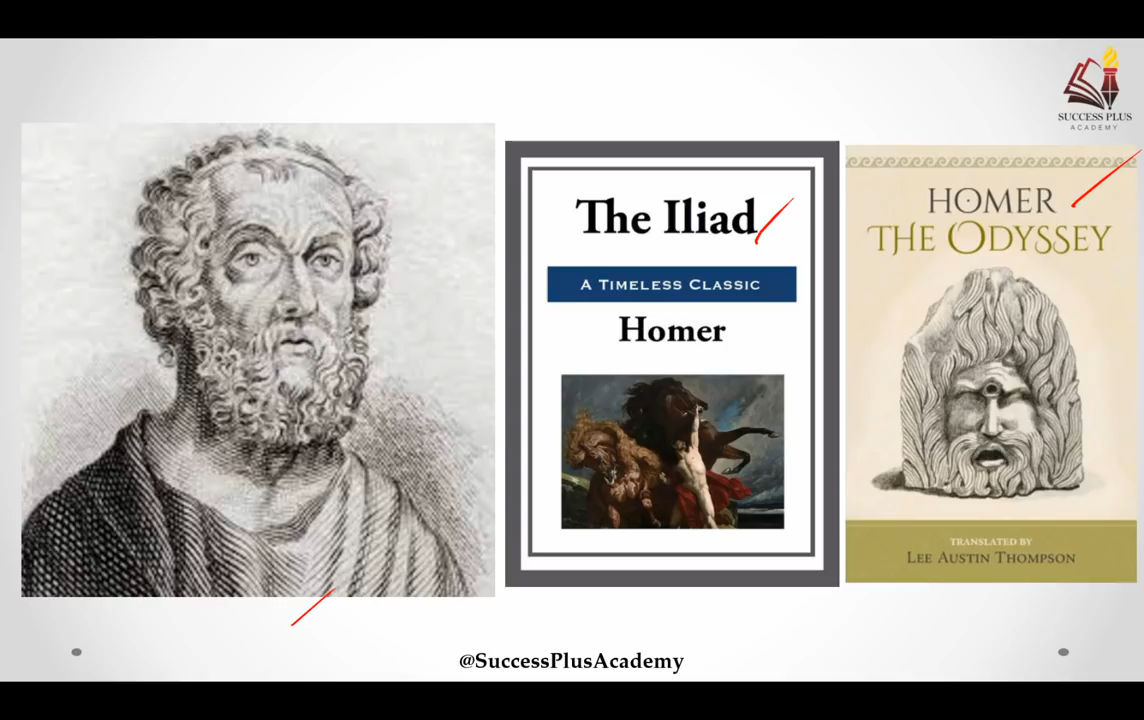 SUCCESS PLUS
ACADEMY
The Iliad
A TIMELESS CLASSIC
Homer
HOMER
THE ODYSSEY
TRANSLATED BY
LEE AUSTIN THOMPSON
@SuccessPlusAcademy